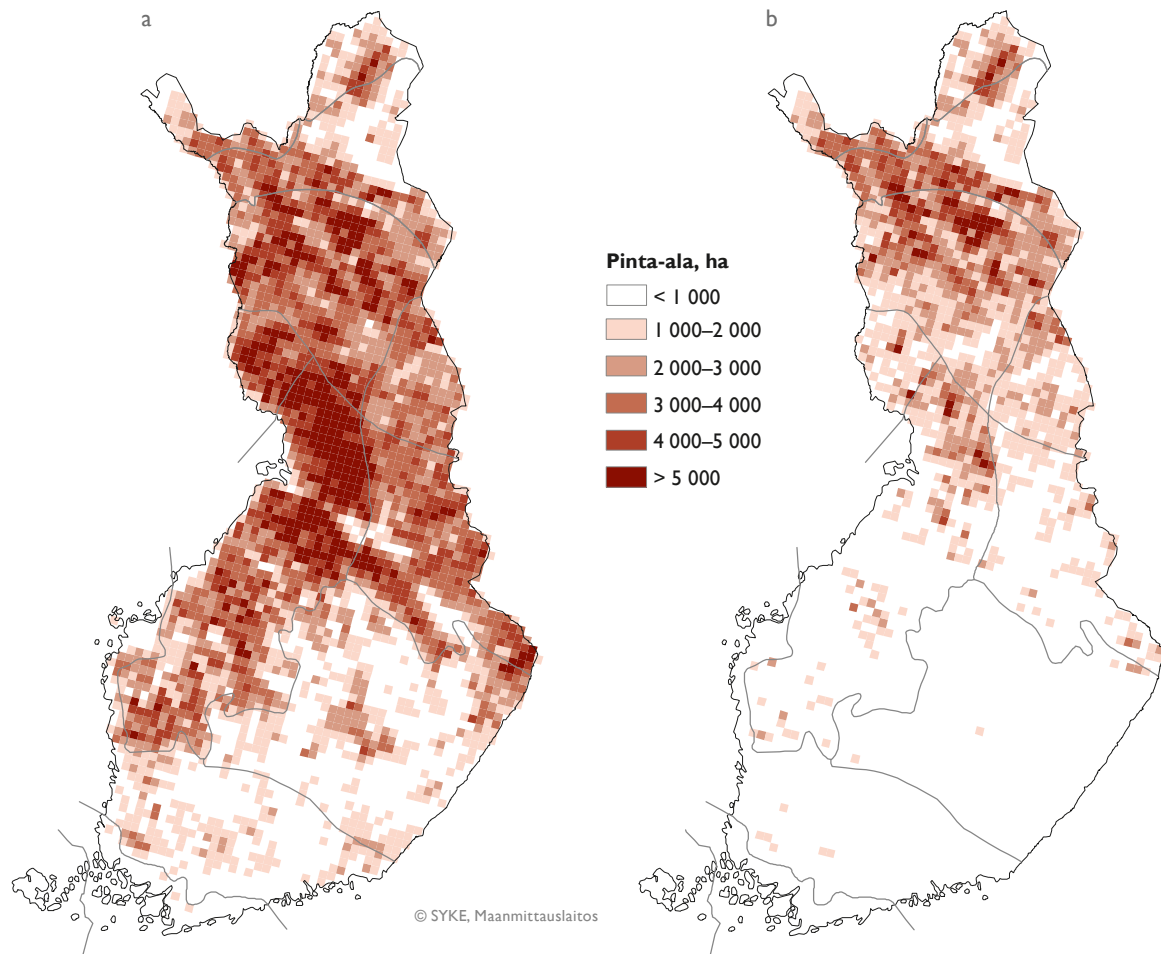 a
b
Pinta-ala, ha
< 1 000
1 000–2 000
2 000–3 000
3 000–4 000
4 000–5 000
> 5 000
© SYKE, Maanmittauslaitos